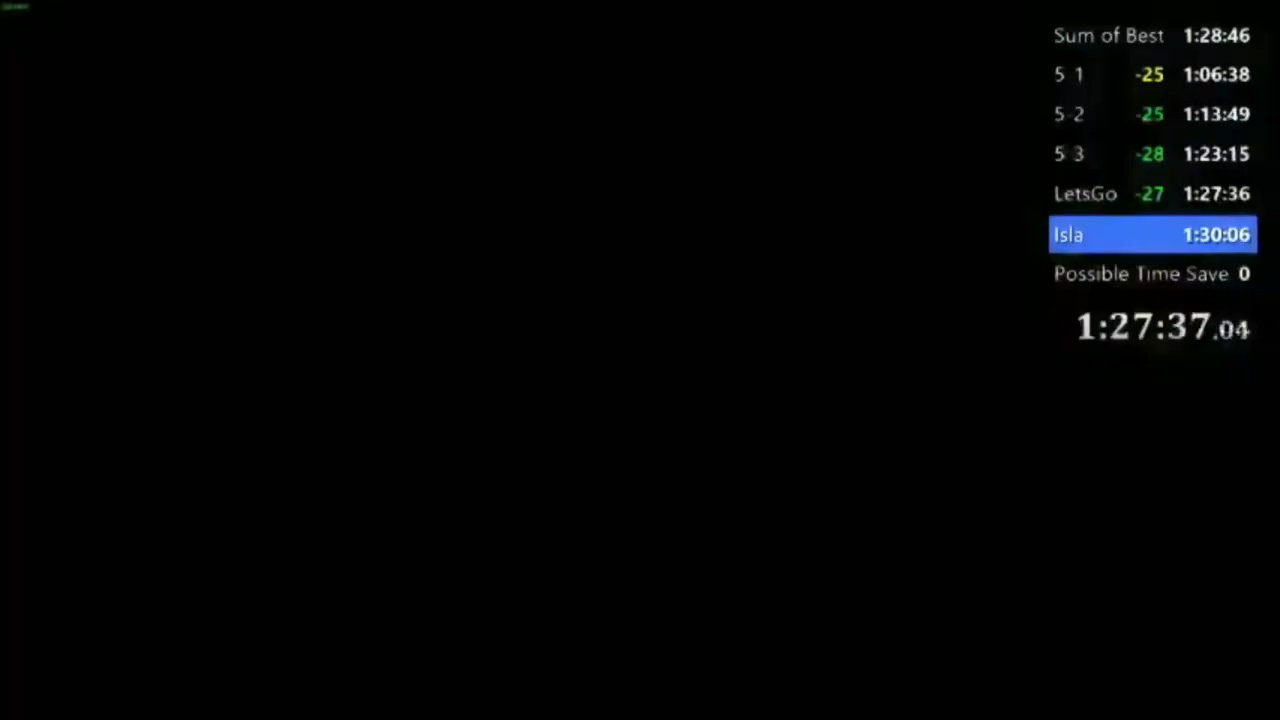 Sum of Best 1:28:46
5 1 -25 1:06:38
5 2 -25 1:13:49
5 3 -28 1:23:15
LetsGo -27 1:27:36
Isla 1:30:06
Possible Time Save 0
1:27:37.04